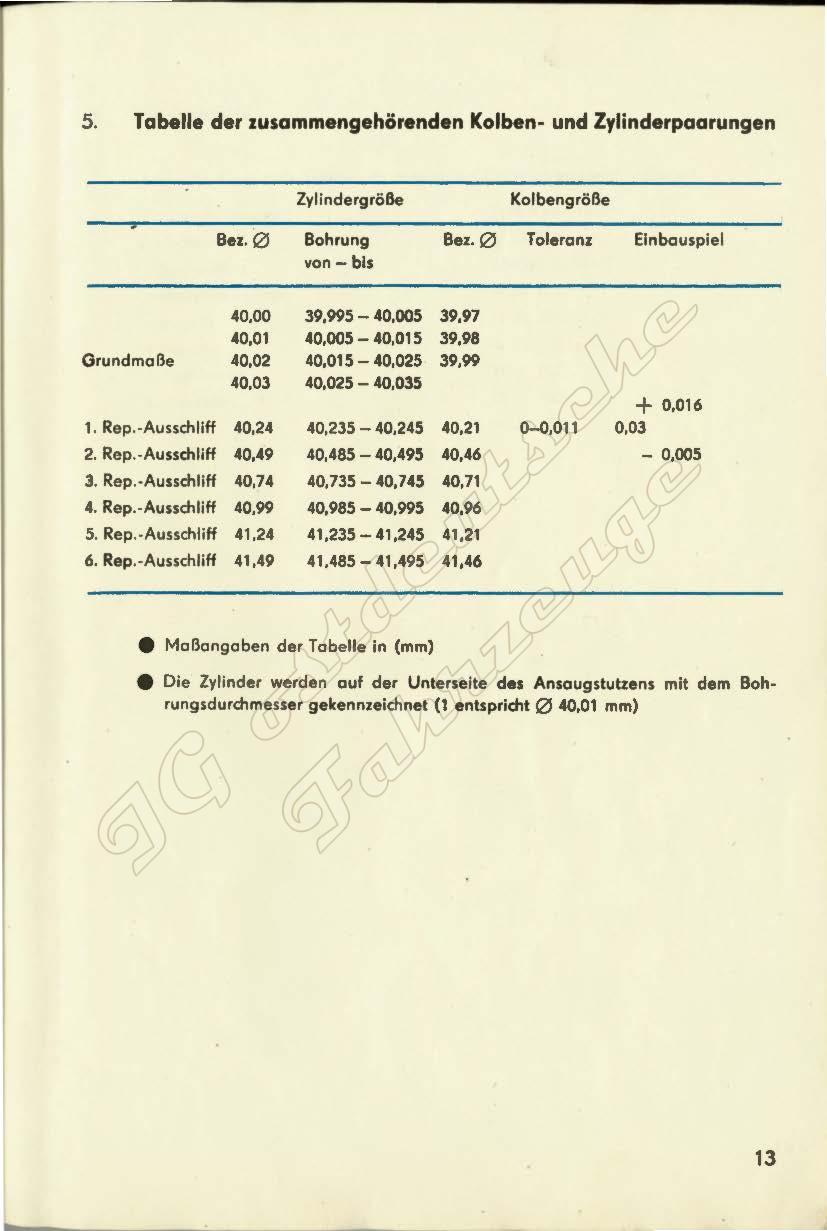 5. Tabelle der zusammengehörenden Kolben- und Zylinderpaarungen
Zylindergröße Kolbengröße
Bez. Ø Bohrung Bez. Ø Toleranz Einbauspiel
von – bis
40,00 39,995 – 40,005 39,97
40,01 40,005 – 40,015 39,98
Grundmaße 40,02 40,015 – 40,025 39,99
40,03 40,025 – 40,035
+ 0,016
1. Rep.-Ausschliff 40,24 40,235 – 40,245 40,21 0–0,011 0,03
2. Rep.-Ausschliff 40,49 40,485 – 40,495 40,46 – 0,005
3. Rep.-Ausschliff 40,74 40,735 – 40,745 40,71
4. Rep.-Ausschliff 40,99 40,985 – 40,995 40,96
5. Rep.-Ausschliff 41,24 41,235 – 41,245 41,21
6. Rep.-Ausschliff 41,49 41,485 – 41,495 41,46
● Maßangaben der Tabelle in (mm)
● Die Zylinder werden auf der Unterseite des Ansaugstutzens mit dem Boh-
rungsdurchmesser gekennzeichnet (1 entspricht Ø 40,01 mm)
IG ostdeutsche
Fahrzeuge
13